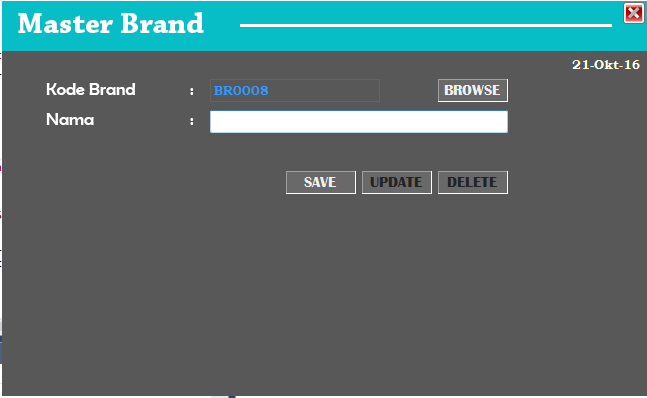 Master Brand
21-Okt-16
Kode Brand : BR0008 BROWSE
Nama :
SAVE UPDATE DELETE